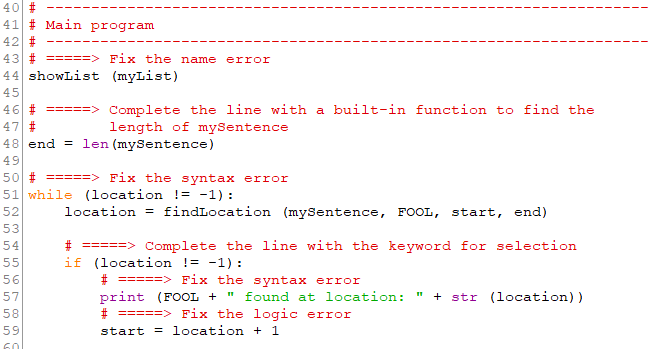 40 # -------------------------------------------------------------------
41 # Main program
42 # -------------------------------------------------------------------
43 # =====> Fix the name error
44 showList (myList)
45
46 # =====> Complete the line with a built-in function to find the
47 #        length of mySentence
48 end = len(mySentence)
49
50 # =====> Fix the syntax error
51 while (location != -1):
52     location = findLocation (mySentence, FOOL, start, end)
53
54     # =====> Complete the line with the keyword for selection
55     if (location != -1):
56         # =====> Fix the syntax error
57         print (FOOL + " found at location: " + str (location))
58         # =====> Fix the logic error
59         start = location + 1
60